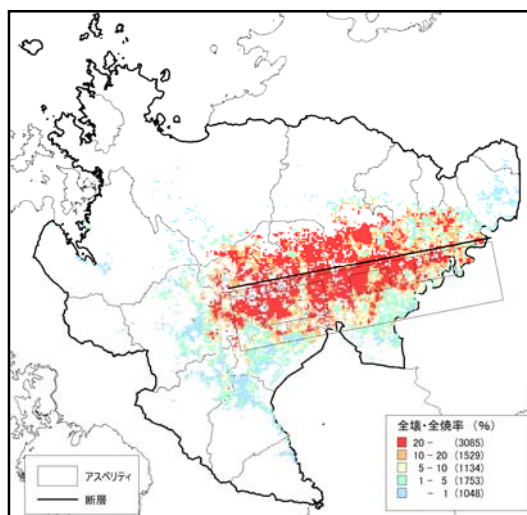 全壊・全焼率 (%)
20 - (3085)
10 - 20 (1529)
5 - 10 (1134)
1 - 5 (1753)
- 1 (1048)
アスペリティ
断層